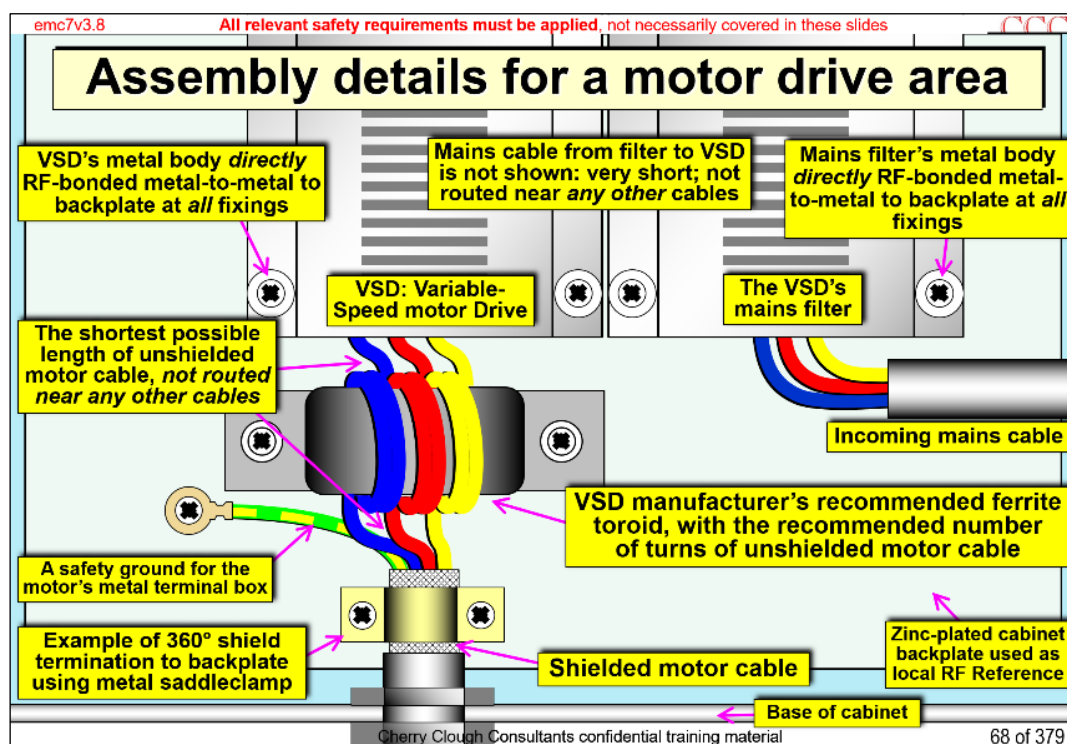 emc7v3.8
All relevant safety requirements must be applied, not necessarily covered in these slides
CCC
Assembly details for a motor drive area
VSD's metal body directly
RF-bonded metal-to-metal to
backplate at all fixings
Mains cable from filter to VSD
is not shown: very short; not
routed near any other cables
Mains filter's metal body
directly RF-bonded metal-
to-metal to backplate at all
fixings
VSD: Variable-
Speed motor Drive
The VSD's
mains filter
The shortest possible
length of unshielded
motor cable, not routed
near any other cables
Incoming mains cable
VSD manufacturer's recommended ferrite
toroid, with the recommended number
of turns of unshielded motor cable
A safety ground for the
motor's metal terminal box
Example of 360º shield
termination to backplate
using metal saddleclamp
Shielded motor cable
Zinc-plated cabinet
backplate used as
local RF Reference
Base of cabinet
Cherry Clough Consultants confidential training material
68 of 379